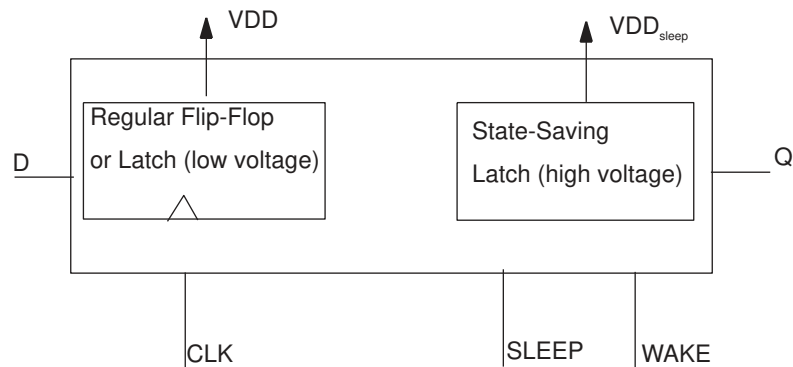 VDD
VDDsleep
Regular Flip-Flop
or Latch (low voltage)
State-Saving
Latch (high voltage)
D
Q
CLK
SLEEP
WAKE